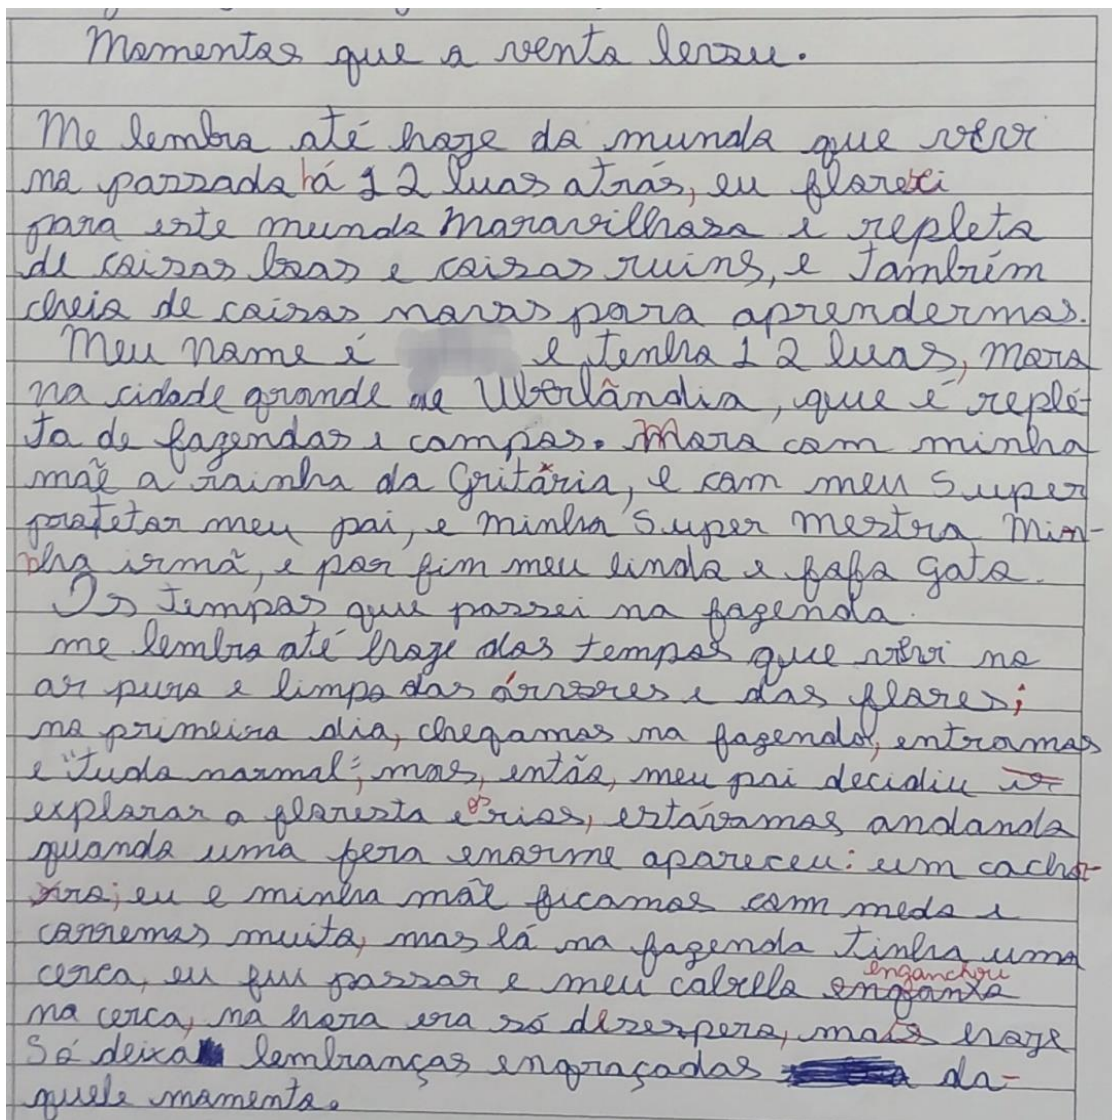 Momentos que o vento levou.
Me lembro até hoje do mundo que vivi
no passado há 12 luas atrás, eu floresci
para este mundo maravilhoso e repleto
de coisas boas e coisas ruins, e também
cheio de coisas novas para aprendermos.
Meu nome é e tenho 12 luas, moro
na cidade grande de Uberlândia, que é reple-
ta de fazendas e campos. Moro com minha
mãe a rainha da Gritária, e com meu Super
protetor meu pai, e minha Super mestra min-
nha irmã, e por fim meu lindo e fofo gato.
Os tempos que passei na fazenda.
me lembro até hoje dos tempos que vivi no
ar puro e limpo das árvores e das flores;
no primeiro dia, chegamos na fazenda, entramos
e "tudo normal"; mas, então, meu pai decidiu ir
explorar a floresta e os rios, estávamos andando
quando uma fera enorme apareceu: um cachor-
rro; eu e minha mãe ficamos com medo e
corremos muito, mas lá na fazenda tinha uma
cerca, eu fui passar e meu cabelo enganxo enganchou
na cerca, na hora era só desespero, mais hoje
Só deixa lembranças engraçadas da-
quele momento.